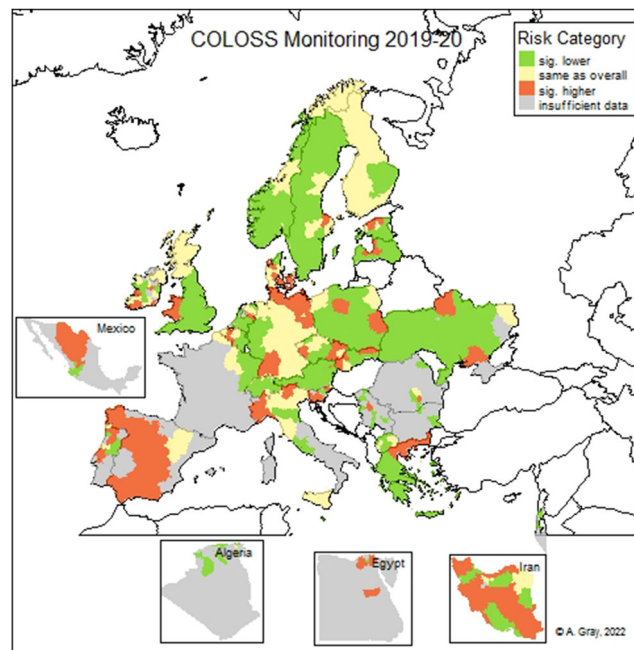 COLOSS Monitoring 2019-20
Risk Category
sig. lower
same as overall
sig. higher
insufficient data
Mexico
Algeria
Egypt
Iran
© A. Gray, 2022